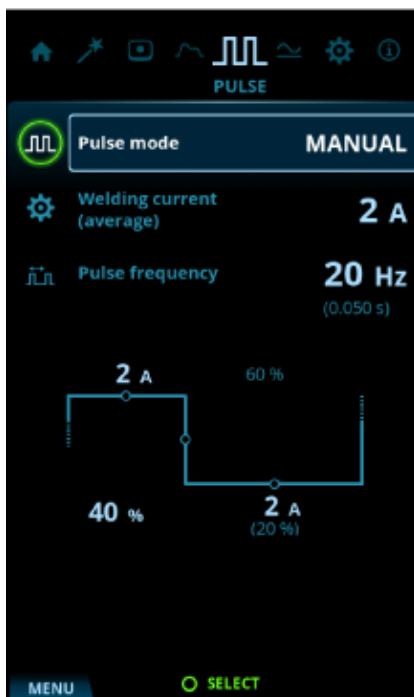 PULSE
Pulse mode MANUAL
Welding current
(average)
2 A
Pulse frequency 20 Hz
(0.050 s)
2 A 60 %
40 % 2 A
(20 %)
MENU SELECT